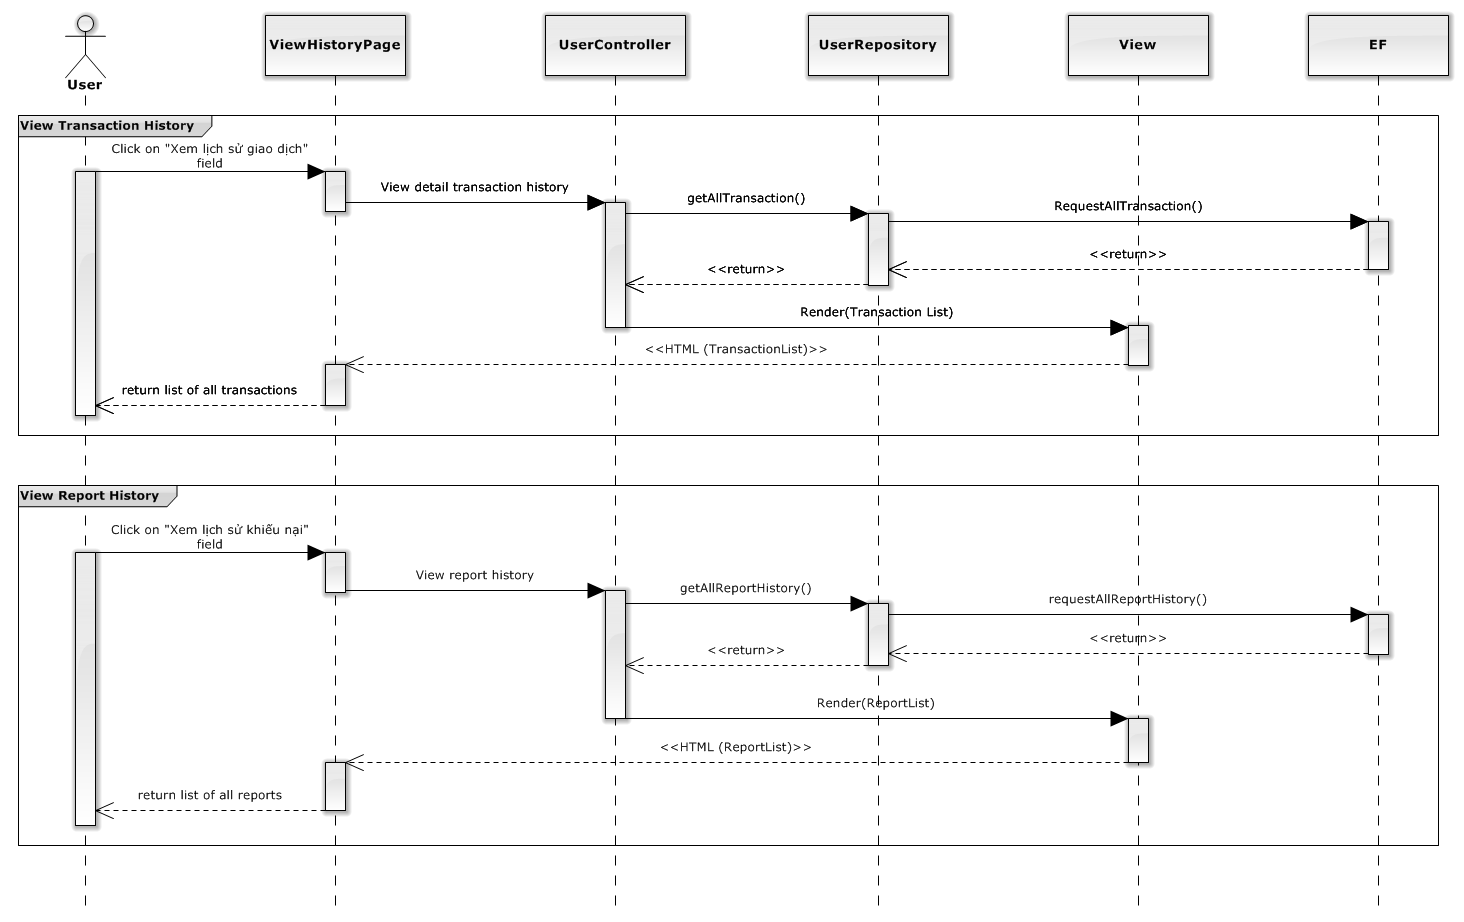 User
ViewHistoryPage
UserController
UserRepository
View
EF
View Transaction History
Click on "Xem lịch sử giao dịch"
field
View detail transaction history
getAllTransaction()
RequestAllTransaction()
<<return>>
<<return>>
Render(Transaction List)
<<HTML (TransactionList)>>
return list of all transactions
View Report History
Click on "Xem lịch sử khiếu nại"
field
View report history
getAllReportHistory()
requestAllReportHistory()
<<return>>
<<return>>
Render(ReportList)
<<HTML (ReportList)>>
return list of all reports